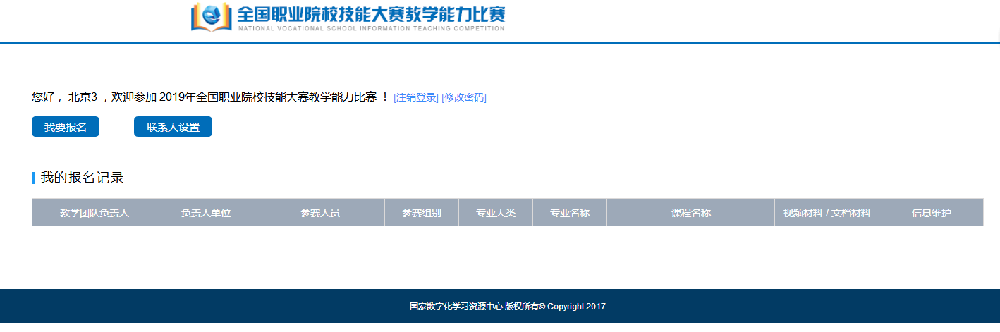 全国职业院校技能大赛教学能力比赛
NATIONAL VOCATIONAL SCHOOL INFORMATION TEACHING COMPETITION
您好， 北京3 ，欢迎参加 2019年全国职业院校技能大赛教学能力比赛 ！ [注销登录] [修改密码]
我要报名 联系人设置
我的报名记录
教学团队负责人 负责人单位 参赛人员 参赛组别 专业大类 专业名称 课程名称 视频材料 / 文档材料 信息维护
国家数字化学习资源中心 版权所有© Copyright 2017